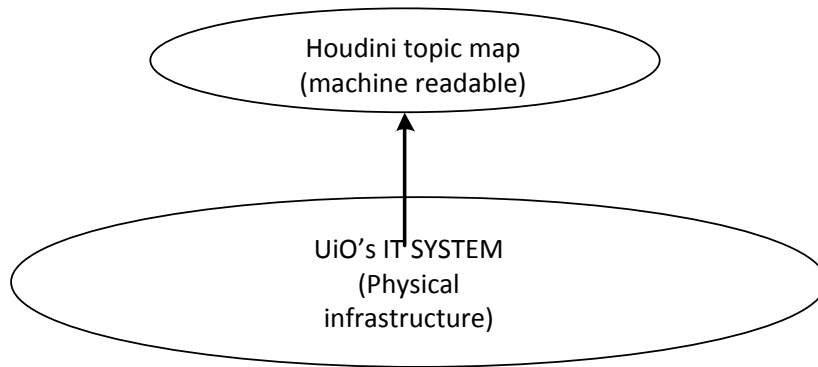 Houdini topic map
(machine readable)
UiO's IT SYSTEM
(Physical
infrastructure)